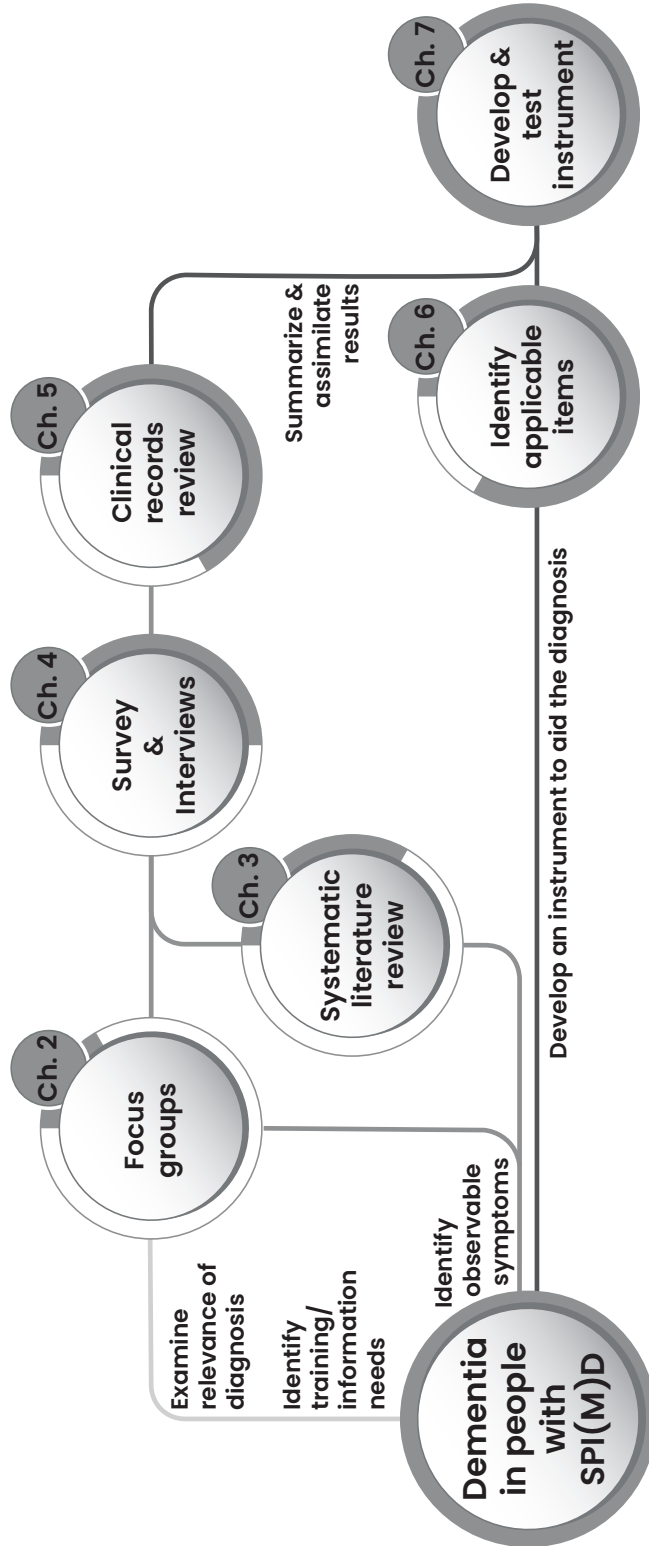 Dementia
in people
with
SPI(M)D
Examine
relevance of
diagnosis
Identify
training/
information
needs
Identify
observable
symptoms
Ch. 2
Focus
groups
Ch. 3
Systematic
literature
review
Ch. 4
Survey
&
Interviews
Ch. 5
Clinical
records
review
Summarize &
assimilate
results
Develop an instrument to aid the diagnosis
Ch. 6
Identify
applicable
items
Ch. 7
Develop &
test
instrument